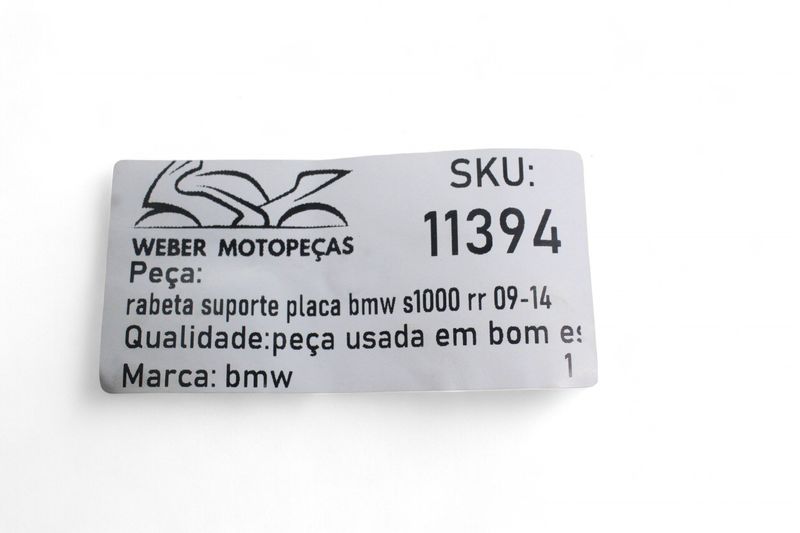 WEBER MOTOPEÇAS
SKU:
11394
Peça:
rabeta suporte placa bmw s1000 rr 09-14
Qualidade:peça usada em bom es
Marca: bmw
1